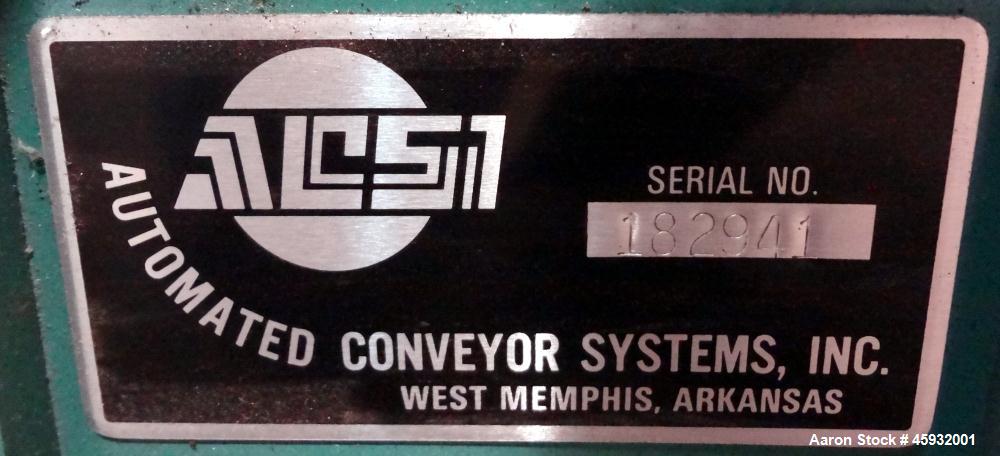 ACSI
SERIAL NO.
182941
AUTOMATED CONVEYOR SYSTEMS, INC.
WEST MEMPHIS, ARKANSAS
Aaron Stock # 45932001